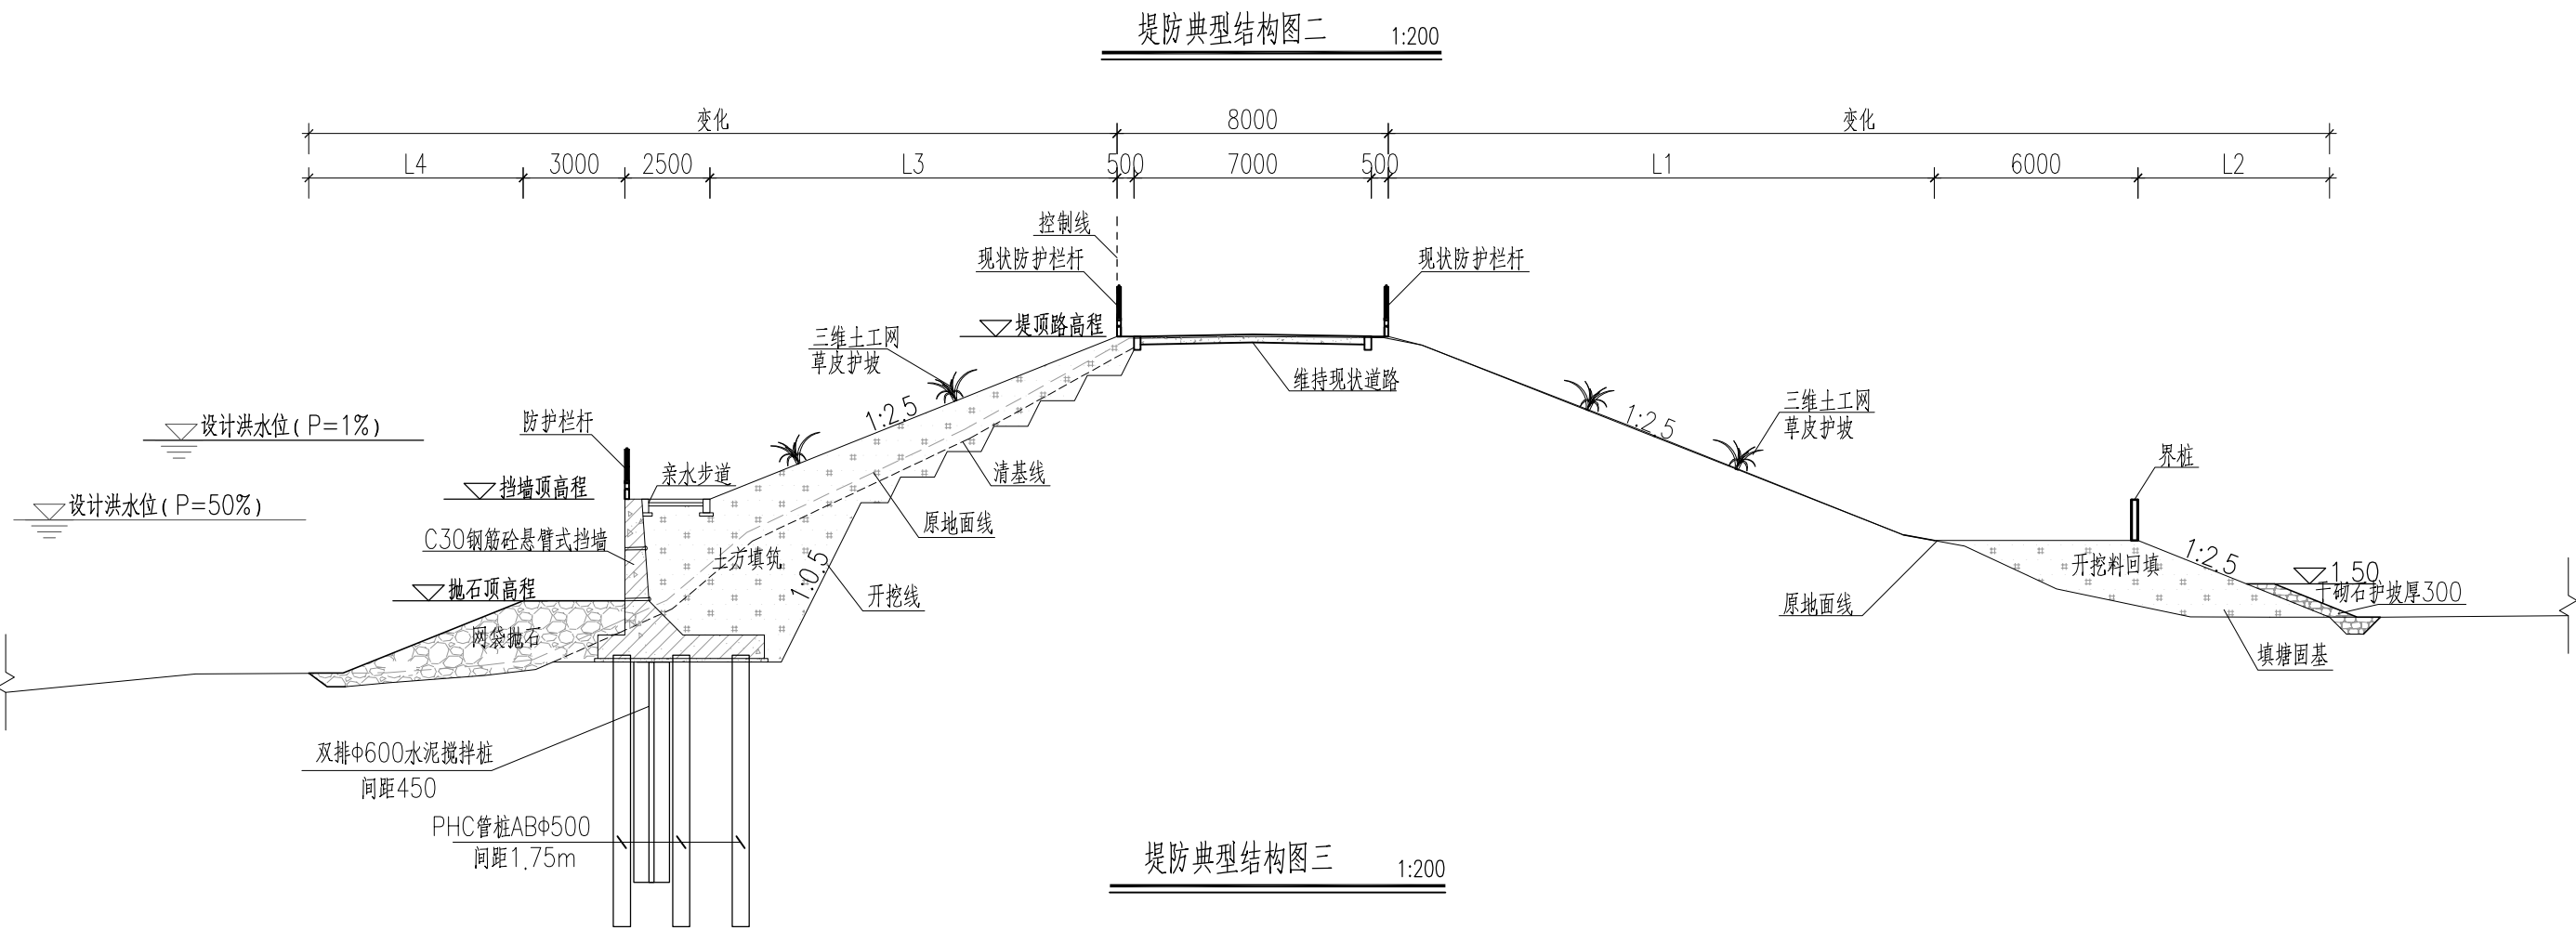 堤防典型结构图二 1:200
变化 8000 变化
L4 3000 2500 L3 500 7000 500 L1 6000 L2
控制线
现状防护栏杆
现状防护栏杆
堤顶路高程
三维土工网
草皮护坡
维持现状道路
三维土工网
草皮护坡
1:2.5
1:2.5
设计洪水位(P=1%)
防护栏杆
界桩
亲水步道
清基线
挡墙顶高程
设计洪水位(P=50%)
原地面线
C30钢筋砼悬臂式挡墙
土方填筑
1:0.5
1:2.5
开挖料回填
1.50
干砌石护坡厚300
抛石顶高程
开挖线
原地面线
网袋抛石
填塘固基
双排Φ600水泥搅拌桩
间距450
PHC管桩ABΦ500
间距1.75m
堤防典型结构图三 1:200